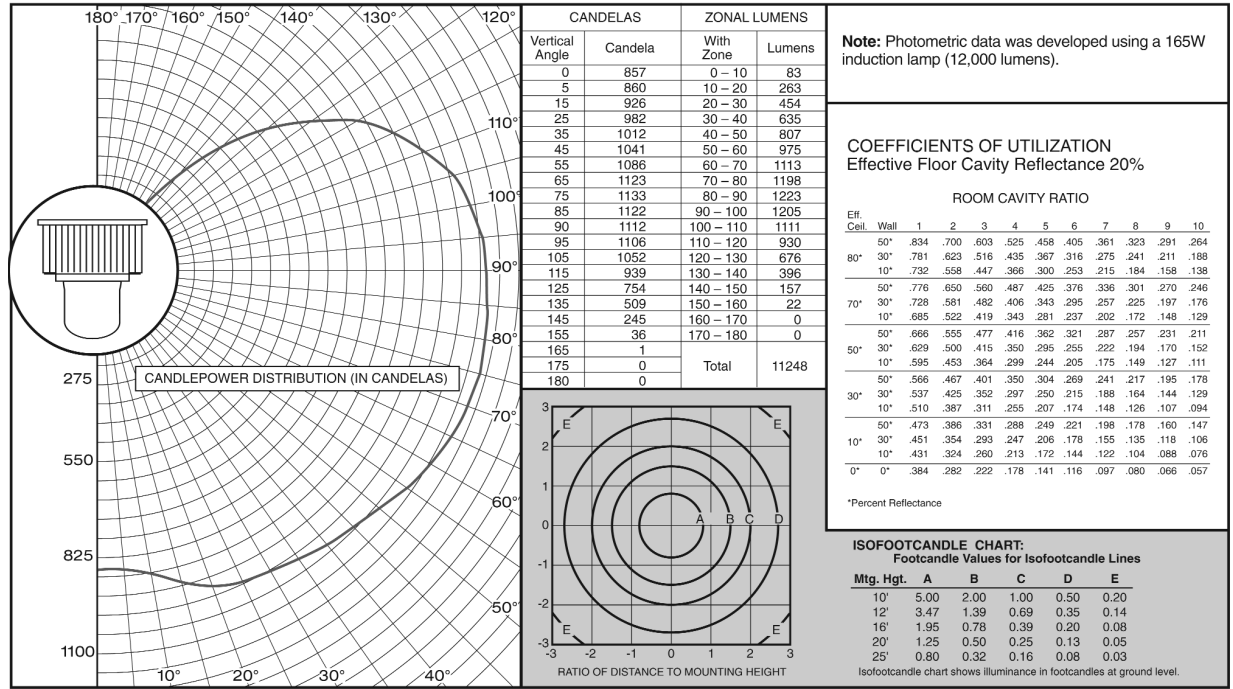 180° 170° 160° 150° 140° 130° 120°
110°
100°
90°
80°
275
CANDLEPOWER DISTRIBUTION (IN CANDELAS)
70°
550
60°
825
50°
1100
10° 20° 30° 40°
CANDELAS ZONAL LUMENS
Vertical Angle Candela With Zone Lumens
0 857 0 – 10 83
5 860 10 – 20 263
15 926 20 – 30 454
25 982 30 – 40 635
35 1012 40 – 50 807
45 1041 50 – 60 975
55 1086 60 – 70 1113
65 1123 70 – 80 1198
75 1133 80 – 90 1223
85 1122 90 – 100 1205
90 1112 100 – 110 1111
95 1106 110 – 120 930
105 1052 120 – 130 676
115 939 130 – 140 396
125 754 140 – 150 157
135 509 150 – 160 22
145 245 160 – 170 0
155 36 170 – 180 0
165 1
175 0 Total 11248
180 0
3 E E
2
1
0 A B C D
-1
-2
E E
-3
-3 -2 -1 0 1 2 3
RATIO OF DISTANCE TO MOUNTING HEIGHT
Note: Photometric data was developed using a 165W
induction lamp (12,000 lumens).
COEFFICIENTS OF UTILIZATION
Effective Floor Cavity Reflectance 20%
ROOM CAVITY RATIO
Eff.
Ceil. Wall 1 2 3 4 5 6 7 8 9 10
50* .834 .700 .603 .525 .458 .405 .361 .323 .291 .264
80* 30* .781 .623 .516 .435 .367 .316 .275 .241 .211 .188
10* .732 .558 .447 .366 .300 .253 .215 .184 .158 .138
50* .776 .650 .560 .487 .425 .376 .336 .301 .270 .246
70* 30* .728 .581 .482 .406 .343 .295 .257 .225 .197 .176
10* .685 .522 .419 .343 .281 .237 .202 .172 .148 .129
50* .666 .555 .477 .416 .362 .321 .287 .257 .231 .211
50* 30* .629 .500 .415 .350 .295 .255 .222 .194 .170 .152
10* .595 .453 .364 .299 .244 .205 .175 .149 .127 .111
50* .566 .467 .401 .350 .304 .269 .241 .217 .195 .178
30* 30* .537 .425 .352 .297 .250 .215 .188 .164 .144 .129
10* .510 .387 .311 .255 .207 .174 .148 .126 .107 .094
50* .473 .386 .331 .288 .249 .221 .198 .178 .160 .147
10* 30* .451 .354 .293 .247 .206 .178 .155 .135 .118 .106
10* .431 .324 .260 .213 .172 .144 .122 .104 .088 .076
0* 0* .384 .282 .222 .178 .141 .116 .097 .080 .066 .057
*Percent Reflectance
ISOFOOTCANDLE CHART:
Footcandle Values for Isofootcandle Lines
Mtg. Hgt. A B C D E
10' 5.00 2.00 1.00 0.50 0.20
12' 3.47 1.39 0.69 0.35 0.14
16' 1.95 0.78 0.39 0.20 0.08
20' 1.25 0.50 0.25 0.13 0.05
25' 0.80 0.32 0.16 0.08 0.03
Isofootcandle chart shows illuminance in footcandles at ground level.